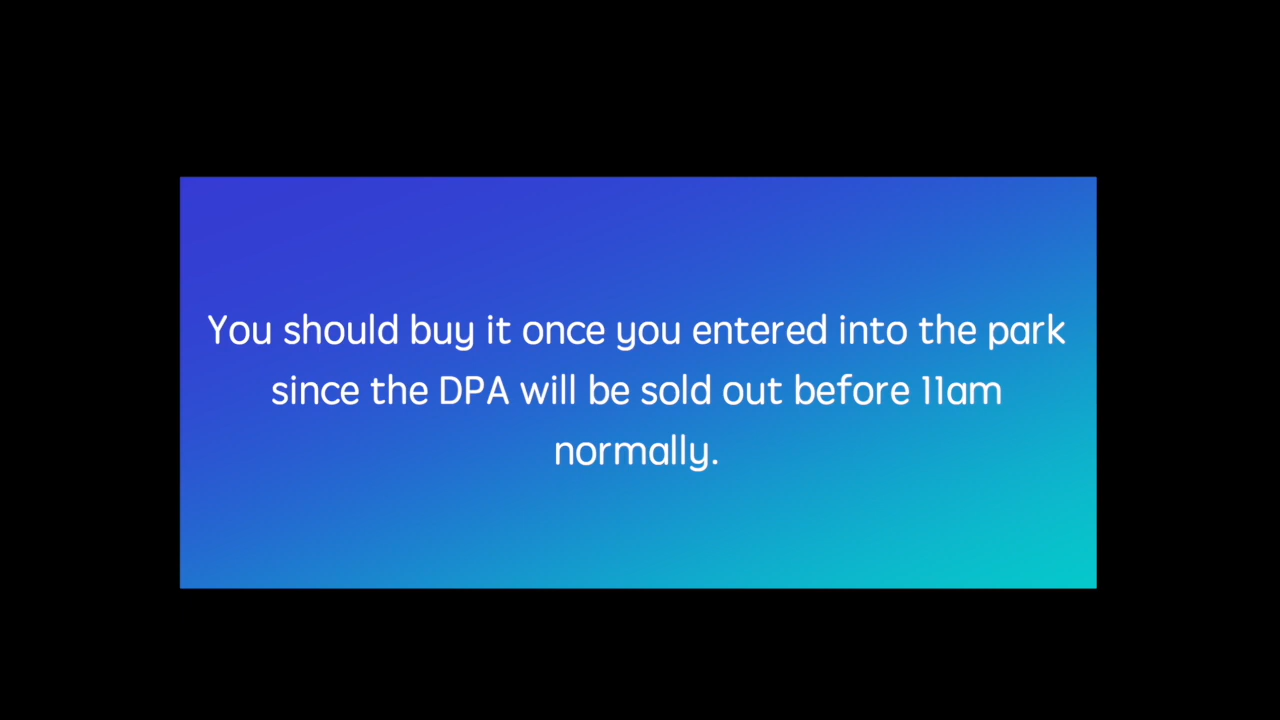 You should buy it once you entered into the park
since the DPA will be sold out before 11am
normally.